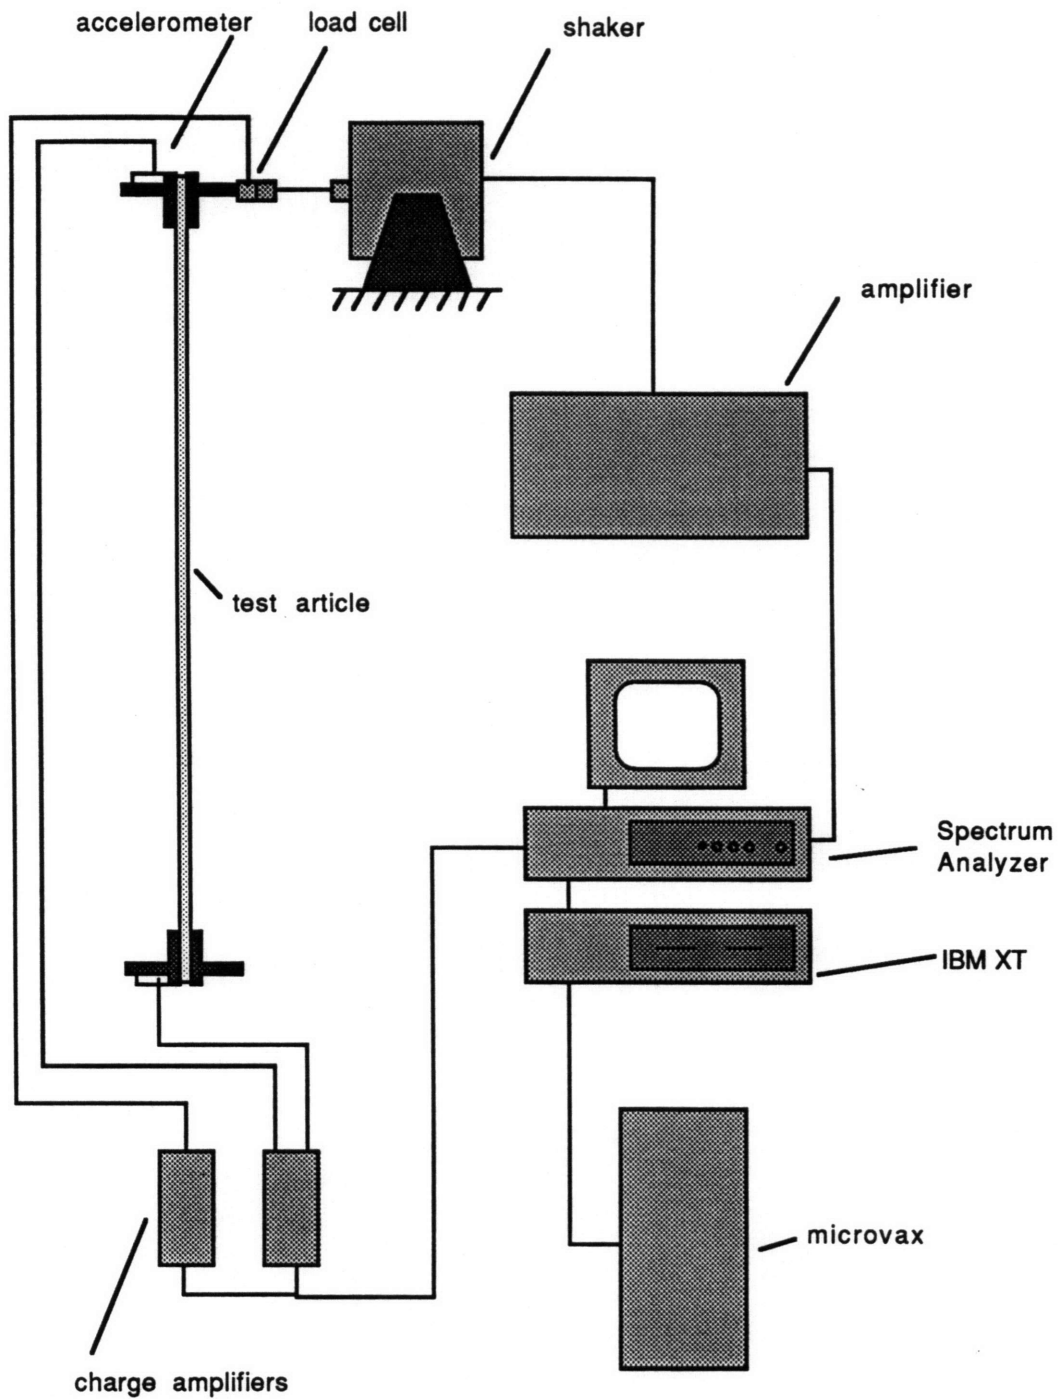 accelerometer
load cell
shaker
amplifier
test article
Spectrum
Analyzer
IBM XT
microvax
charge amplifiers